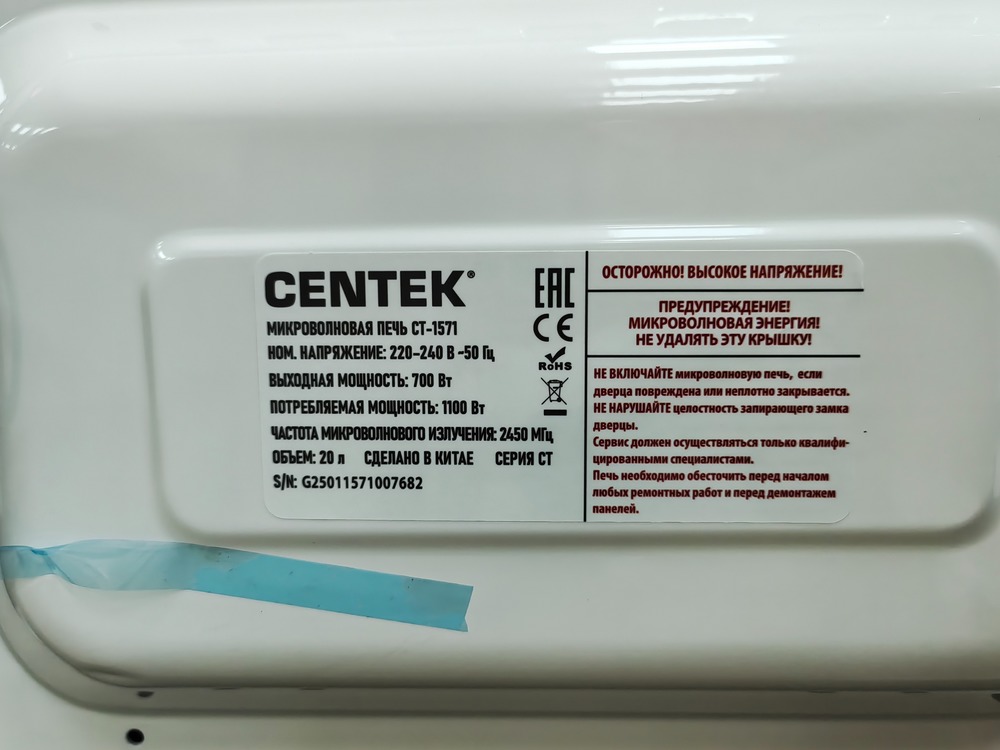 CENTEK®
МИКРОВОЛНОВАЯ ПЕЧЬ CT-1571
НОМ. НАПРЯЖЕНИЕ: 220-240 В ~50 Гц
ВЫХОДНАЯ МОЩНОСТЬ: 700 Вт
ПОТРЕБЛЯЕМАЯ МОЩНОСТЬ: 1100 Вт
ЧАСТОТА МИКРОВОЛНОВОГО ИЗЛУЧЕНИЯ: 2450 МГц
ОБЪЕМ: 20 л СДЕЛАНО В КИТАЕ СЕРИЯ CT
S/N: G25011571007682
EAC
CE
RoHS
ОСТОРОЖНО! ВЫСОКОЕ НАПРЯЖЕНИЕ!
ПРЕДУПРЕЖДЕНИЕ!
МИКРОВОЛНОВАЯ ЭНЕРГИЯ!
НЕ УДАЛЯТЬ ЭТУ КРЫШКУ!
НЕ ВКЛЮЧАЙТЕ микроволновую печь, если
дверца повреждена или неплотно закрывается.
НЕ НАРУШАЙТЕ целостность запирающего замка
дверцы.
Сервис должен осуществляться только квалифи-
цированными специалистами.
Печь необходимо обесточить перед началом
любых ремонтных работ и перед демонтажем
панелей.